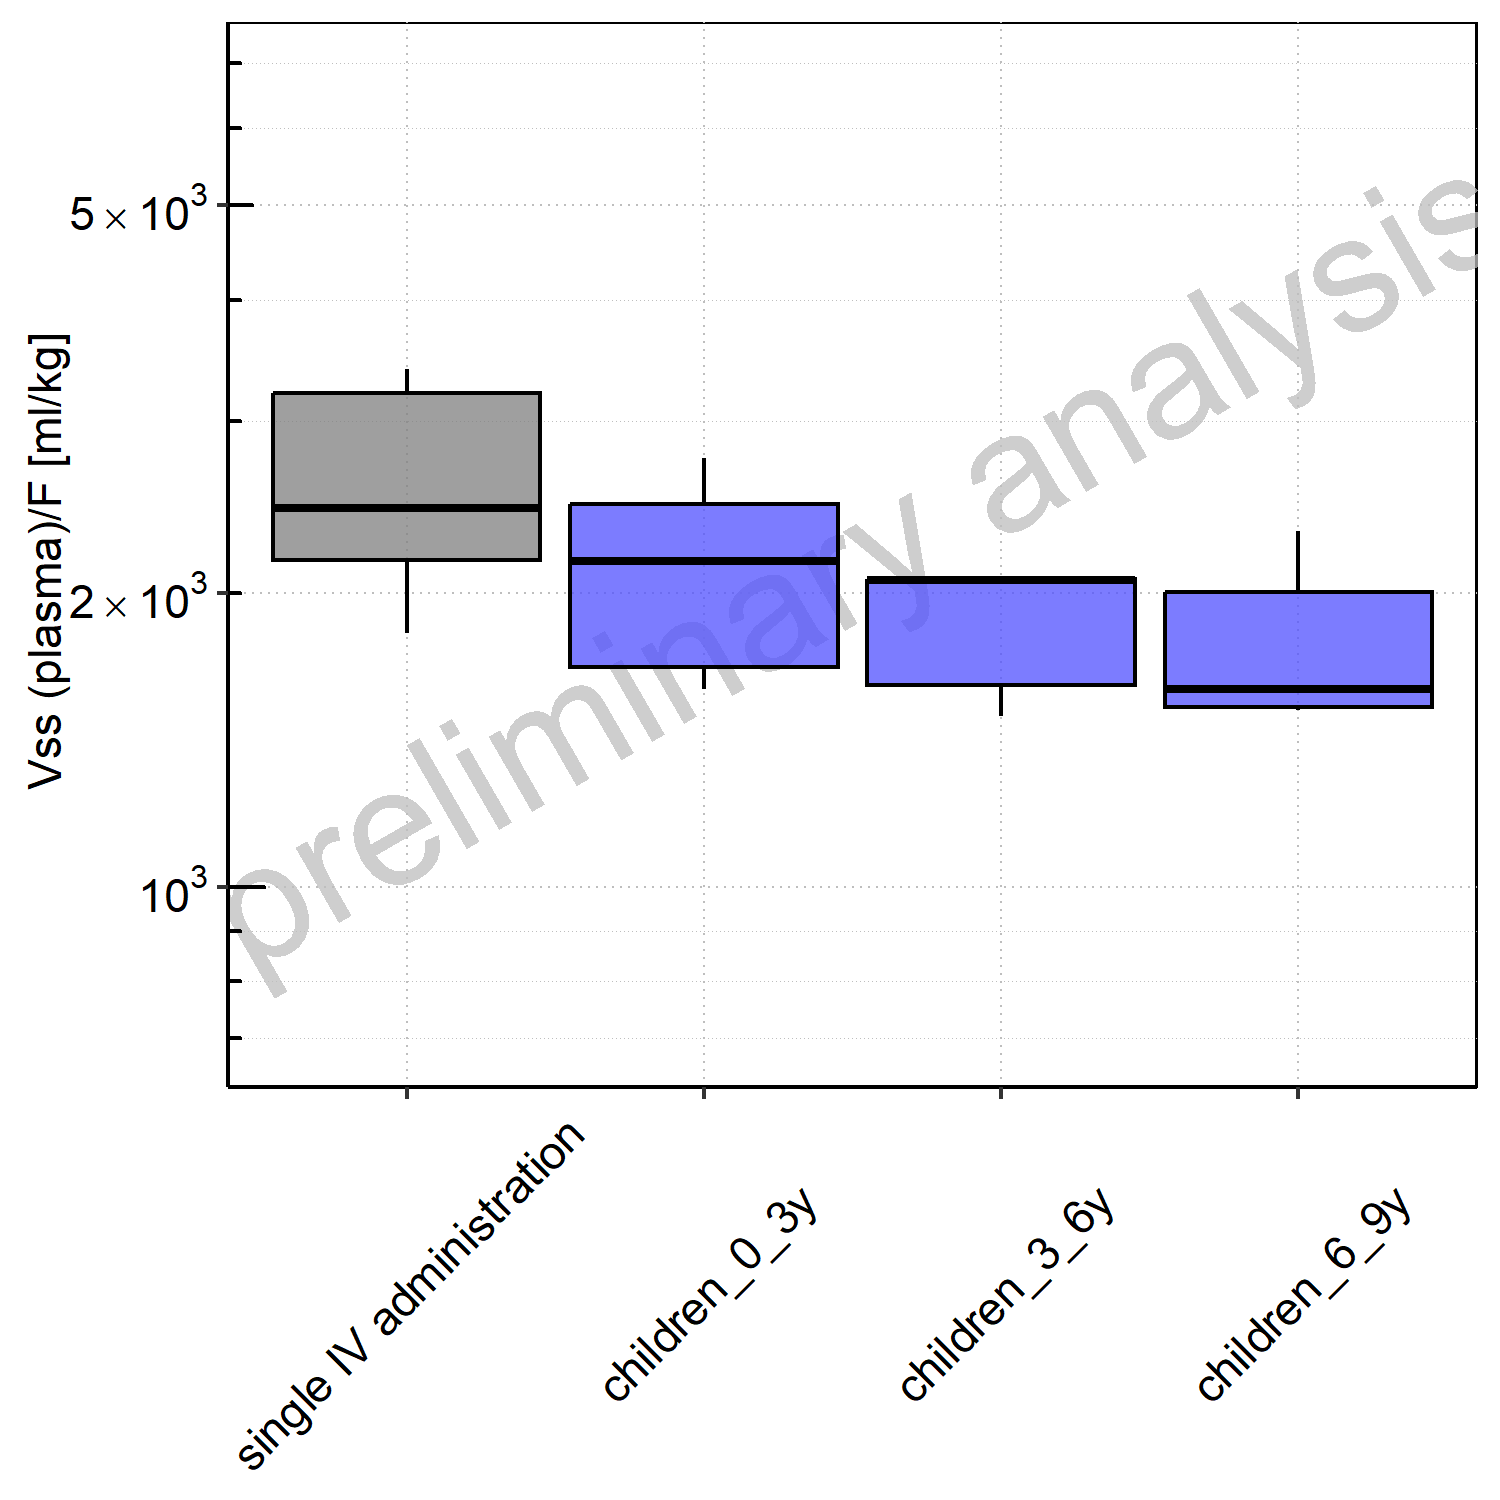 Vss (plasma)/F [ml/kg]
5 × 10³
2 × 10³
10³
preliminary analysis
single IV administration
children_0_3y
children_3_6y
children_6_9y